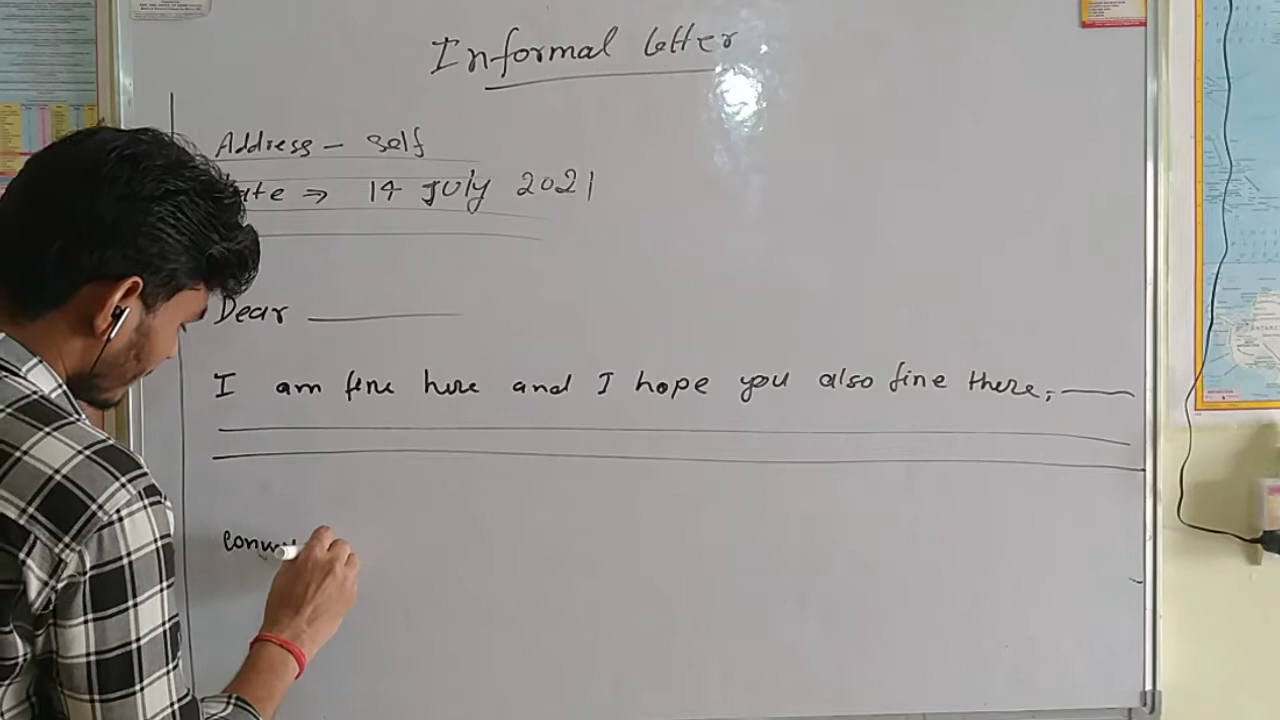 Informal letter
Address - self
ate → 14 July 2021
Dear
I am fine here and I hope you also fine there,